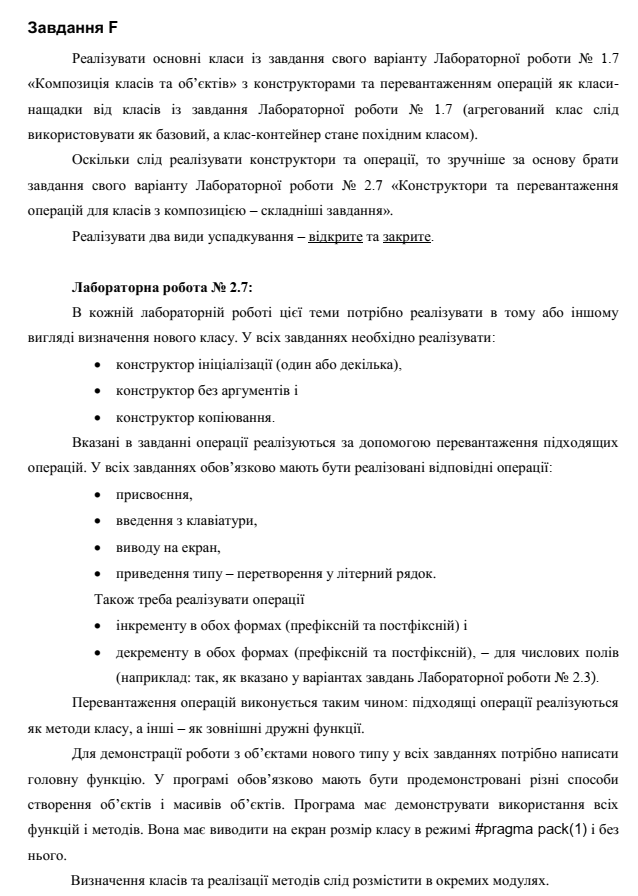 Завдання F
Реалізувати основні класи із завдання свого варіанту Лабораторної роботи № 1.7
«Композиція класів та об’єктів» з конструкторами та перевантаженням операцій як класи-
нащадки від класів із завдання Лабораторної роботи № 1.7 (агрегований клас слід
використовувати як базовий, а клас-контейнер стане похідним класом).
Оскільки слід реалізувати конструктори та операції, то зручніше за основу брати
завдання свого варіанту Лабораторної роботи № 2.7 «Конструктори та перевантаження
операцій для класів з композицією – складніші завдання».
Реалізувати два види успадкування – відкрите та закрите.
Лабораторна робота № 2.7:
В кожній лабораторній роботі цієї теми потрібно реалізувати в тому або іншому
вигляді визначення нового класу. У всіх завданнях необхідно реалізувати:
• конструктор ініціалізації (один або декілька),
• конструктор без аргументів і
• конструктор копіювання.
Вказані в завданні операції реалізуються за допомогою перевантаження підходящих
операцій. У всіх завданнях обов’язково мають бути реалізовані відповідні операції:
• присвоєння,
• введення з клавіатури,
• виводу на екран,
• приведення типу – перетворення у літерний рядок.
Також треба реалізувати операції
• інкременту в обох формах (префіксній та постфіксній) і
• декременту в обох формах (префіксній та постфіксній), – для числових полів
(наприклад: так, як вказано у варіантах завдань Лабораторної роботи № 2.3).
Перевантаження операцій виконується таким чином: підходящі операції реалізуються
як методи класу, а інші – як зовнішні дружні функції.
Для демонстрації роботи з об’єктами нового типу у всіх завданнях потрібно написати
головну функцію. У програмі обов’язково мають бути продемонстровані різні способи
створення об’єктів і масивів об’єктів. Програма має демонструвати використання всіх
функцій і методів. Вона має виводити на екран розмір класу в режимі #pragma pack(1) і без
нього.
Визначення класів та реалізації методів слід розмістити в окремих модулях.